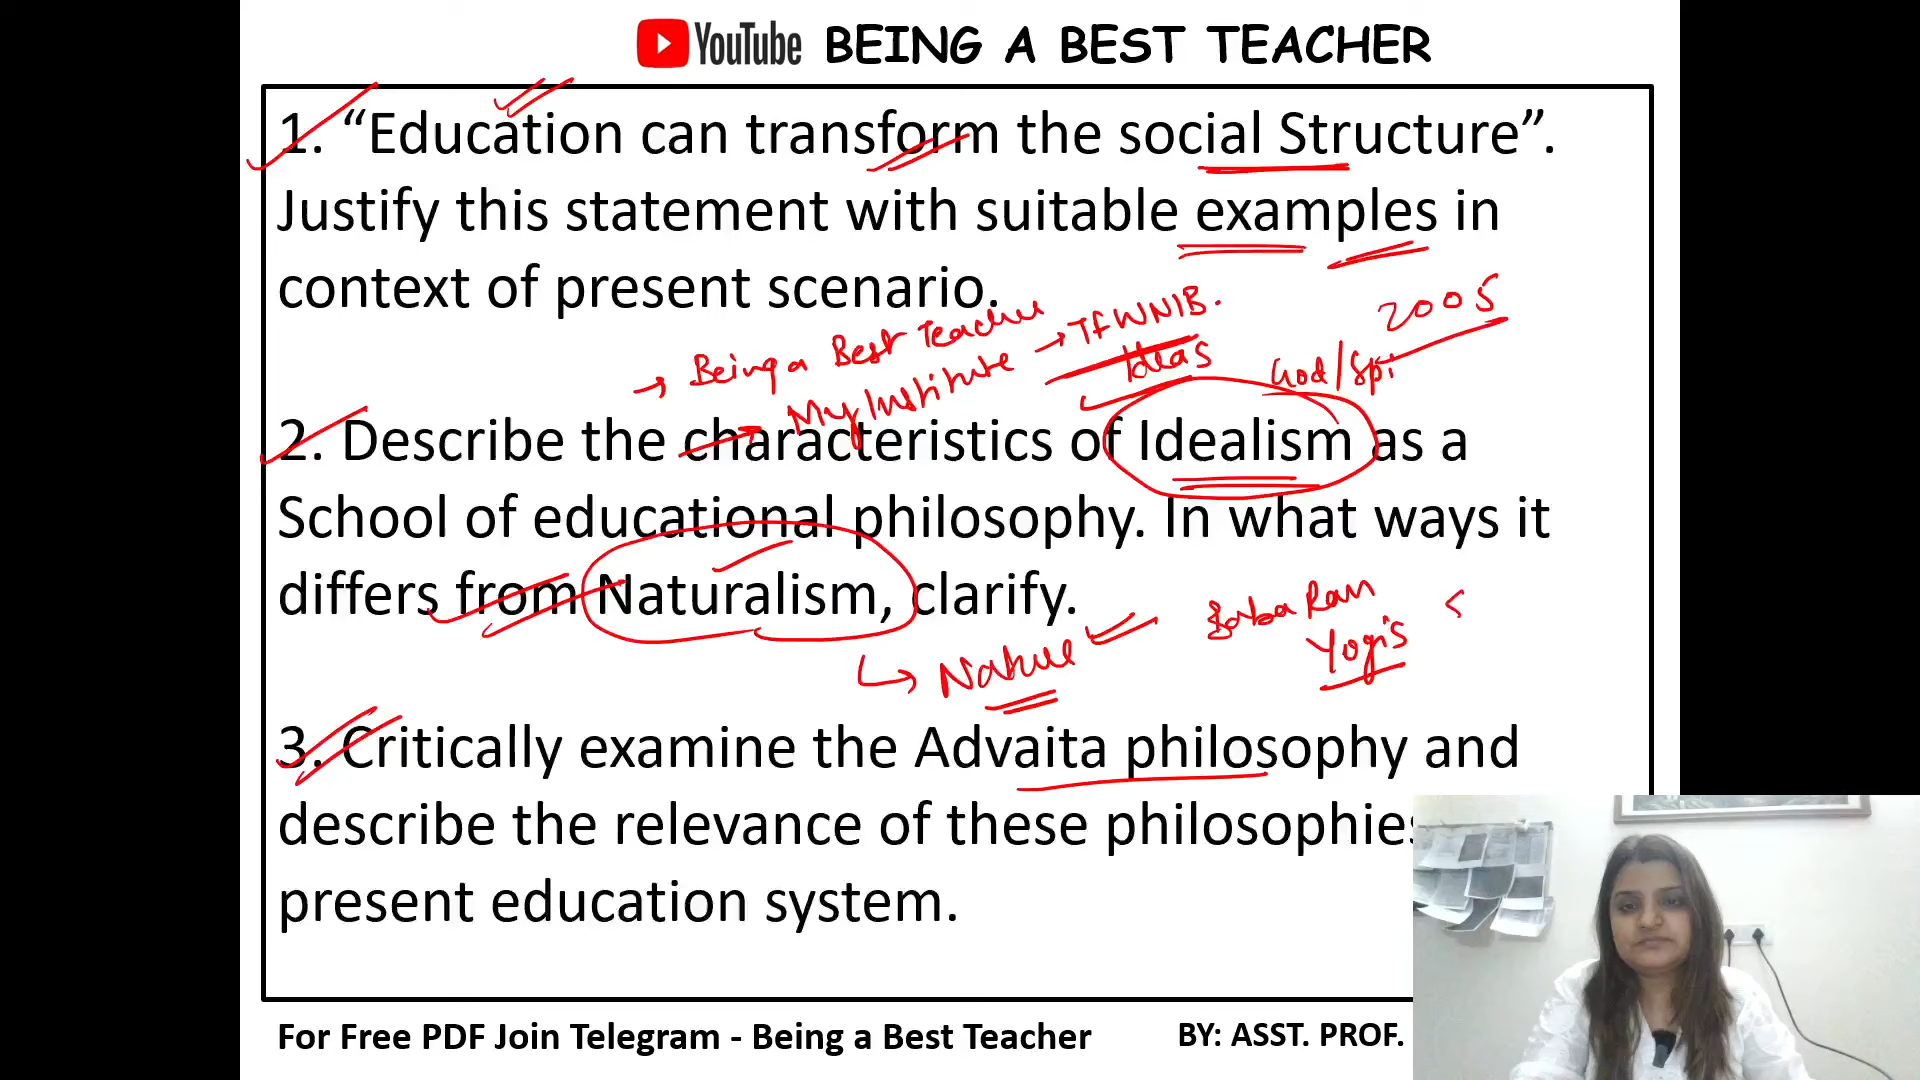 YouTube BEING A BEST TEACHER
1. “Education can transform the social Structure”.
Justify this statement with suitable examples in
context of present scenario.
2005
→ Being a Best Teacher
My Institute → TFWNIB.
Ideas
God/Spi
2. Describe the characteristics of Idealism as a
School of educational philosophy. In what ways it
differs from Naturalism, clarify.
Baba Ram
Yogis
Nature
3. Critically examine the Advaita philosophy and
describe the relevance of these philosophies
present education system.
For Free PDF Join Telegram - Being a Best Teacher
BY: ASST. PROF.